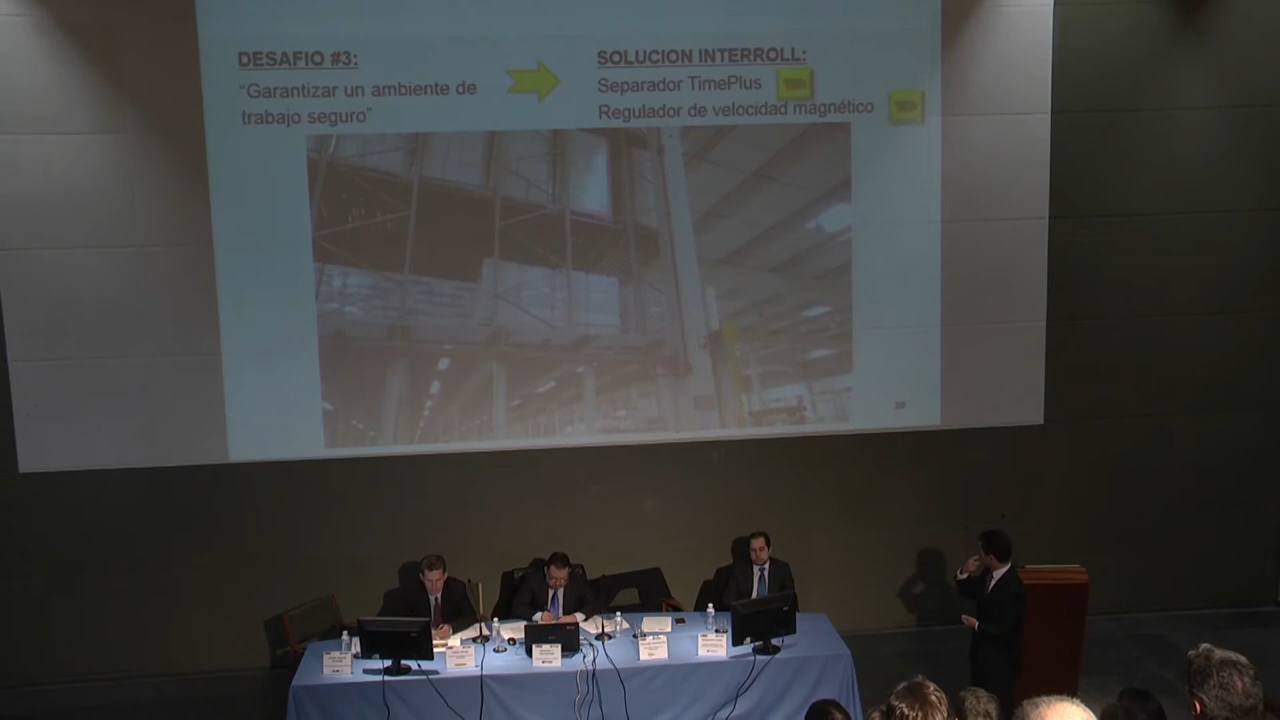 DESAFIO #3:
“Garantizar un ambiente de
trabajo seguro”
SOLUCION INTERROLL:
Separador TimePlus
Regulador de velocidad magnético